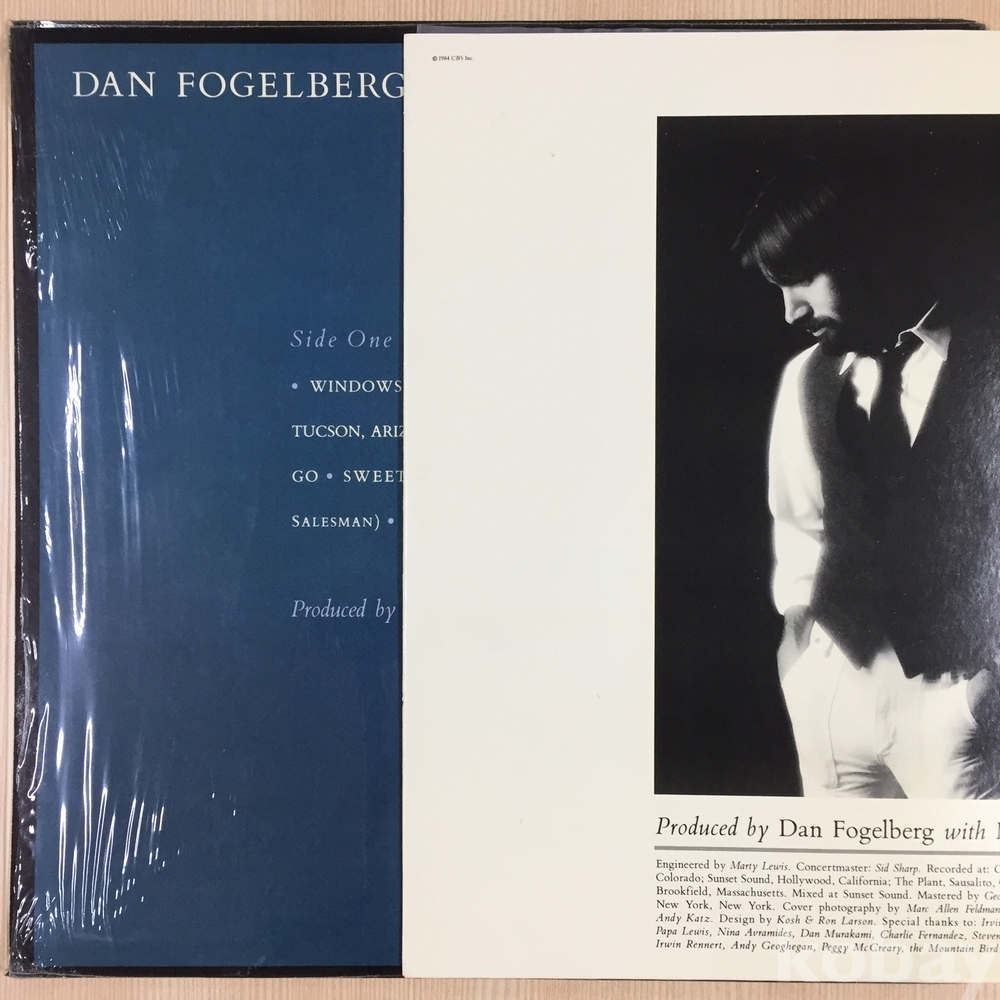 DAN FOGELBERG
© 1984 CBS Inc.
Side One
• WINDOWS
TUCSON, ARIZ
GO • SWEET
SALESMAN) •
Produced by
Produced by Dan Fogelberg with
Engineered by Marty Lewis. Concertmaster: Sid Sharp. Recorded at: C
Colorado; Sunset Sound, Hollywood, California; The Plant, Sausalito,
Brookfield, Massachusetts. Mixed at Sunset Sound. Mastered by Geo
New York, New York. Cover photography by Marc Allen Feldman
Andy Katz. Design by Kosh & Ron Larson. Special thanks to: Irvin
Papa Lewis, Nina Avramides, Dan Murakami, Charlie Fernandez, Steven
Irwin Rennert, Andy Geoghegan, Peggy McCreary, the Mountain Bird
kobay